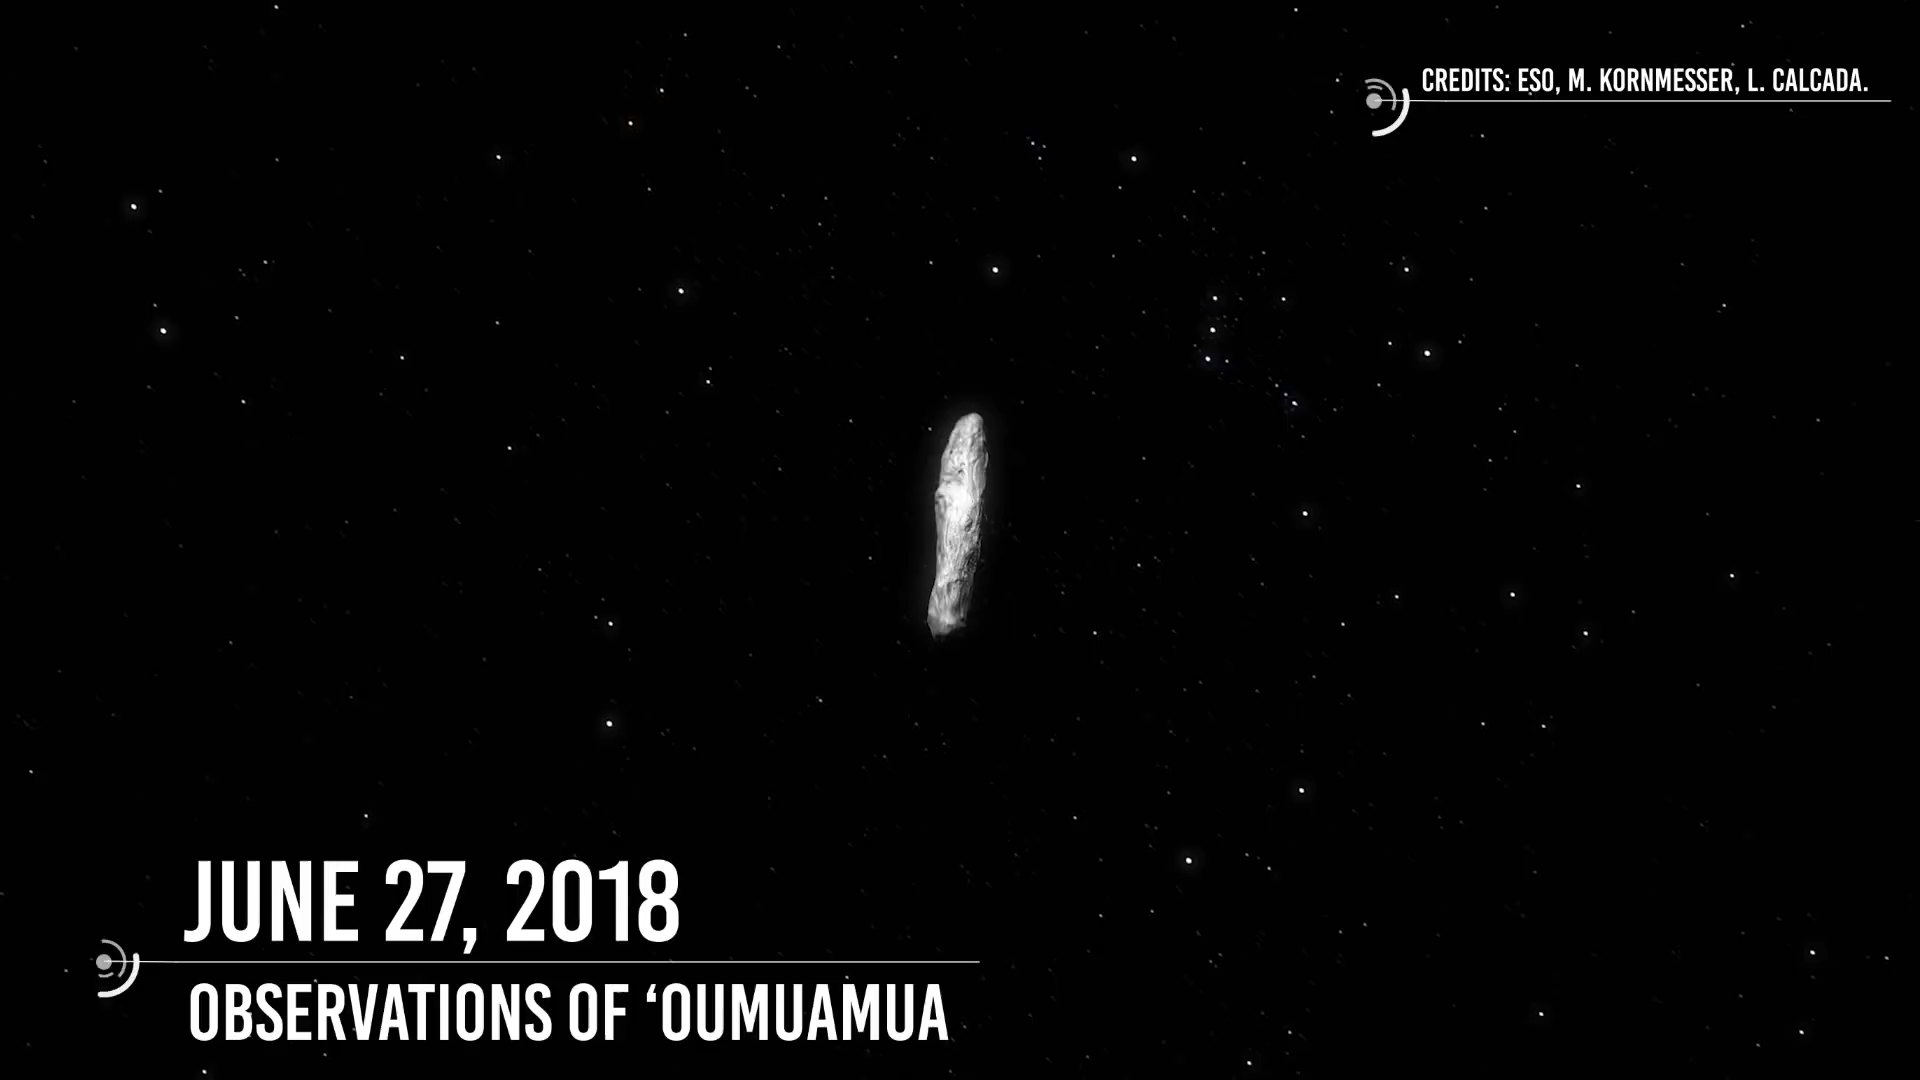 CREDITS: ESO, M. KORNMESSER, L. CALCADA.
JUNE 27, 2018
OBSERVATIONS OF ‘OUMUAMUA